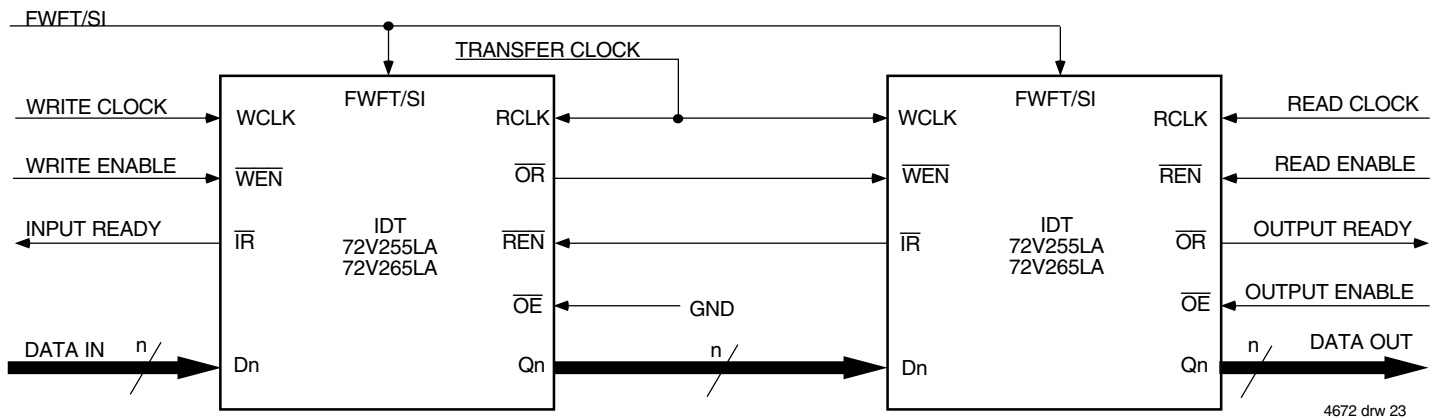 FWFT/SI
TRANSFER CLOCK
FWFT/SI
FWFT/SI
WRITE CLOCK
WCLK
RCLK
WCLK
RCLK
READ CLOCK
WRITE ENABLE
WEN
OR
WEN
REN
READ ENABLE
INPUT READY
IR
IDT
72V255LA
72V265LA
REN
IR
IDT
72V255LA
72V265LA
OR
OUTPUT READY
OE
GND
OE
OUTPUT ENABLE
DATA IN
n
Dn
Qn
n
Dn
Qn
n
DATA OUT
4672 drw 23